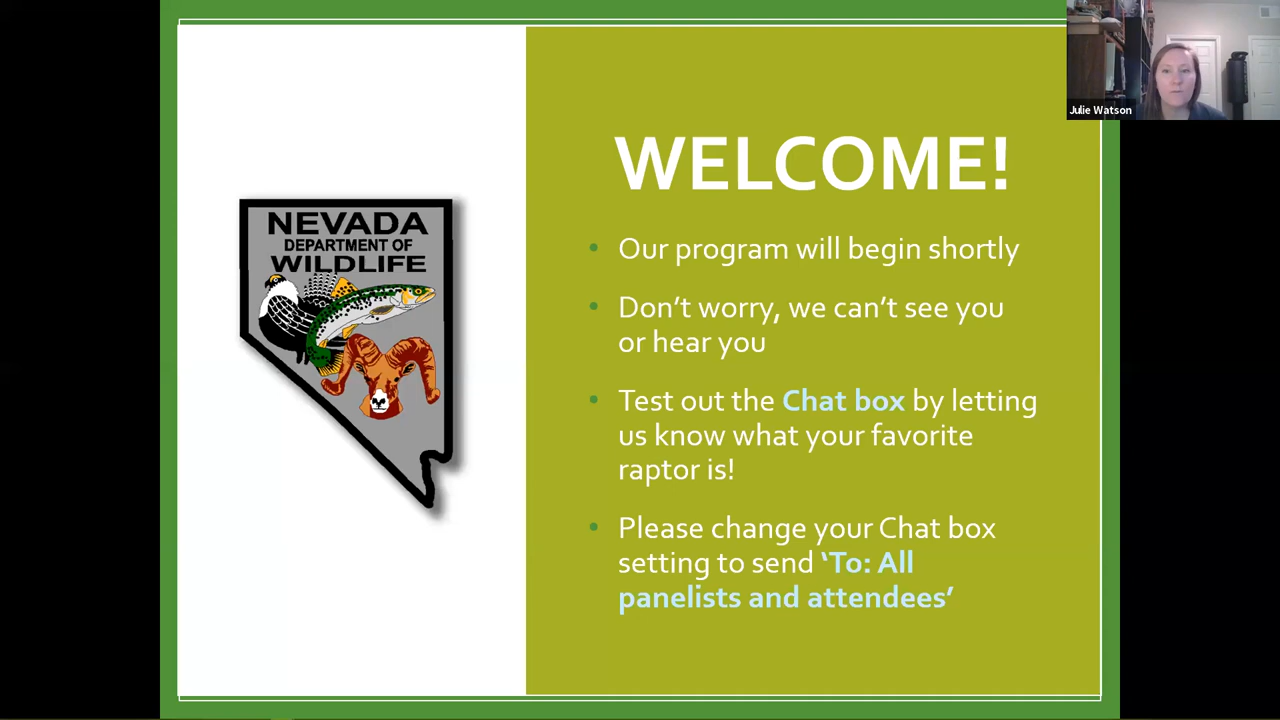 Julie Watson
NEVADA
DEPARTMENT OF
WILDLIFE
WELCOME!
• Our program will begin shortly
• Don’t worry, we can’t see you
or hear you
• Test out the Chat box by letting
us know what your favorite
raptor is!
• Please change your Chat box
setting to send ‘To: All
panelists and attendees’